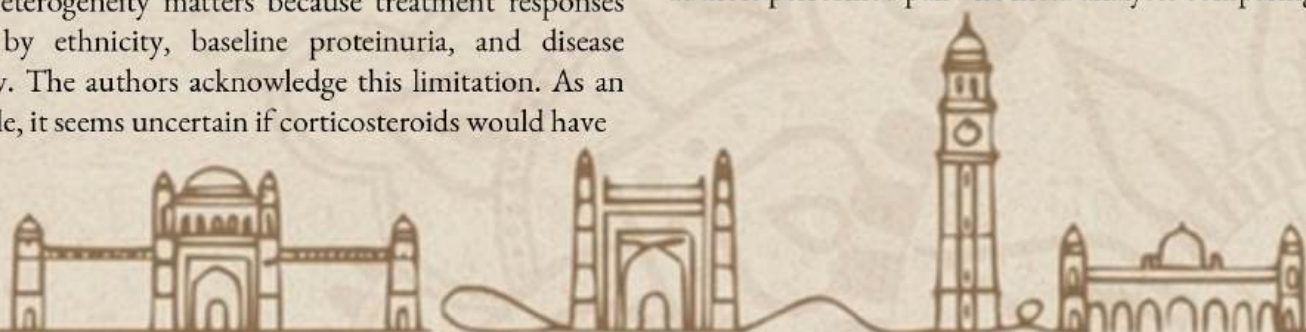 heterogeneity matters because treatment responses
by ethnicity, baseline proteinuria, and disease
The authors acknowledge this limitation. As an
it seems uncertain if corticosteroids would have